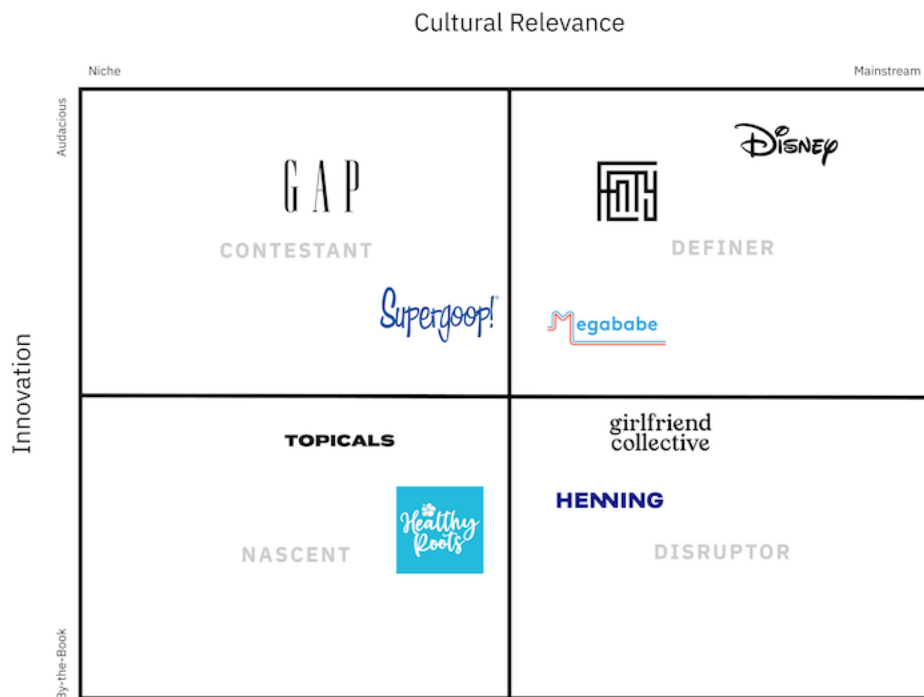 Cultural Relevance
Niche
Mainstream
Audacious
Innovation
By-the-Book
GAP
CONTESTANT
Supergoop!
DISNEY
FENTY
DEFINER
Megababe
TOPICALS
Healthy
Roots
NASCENT
girlfriend
collective
HENNING
DISRUPTOR